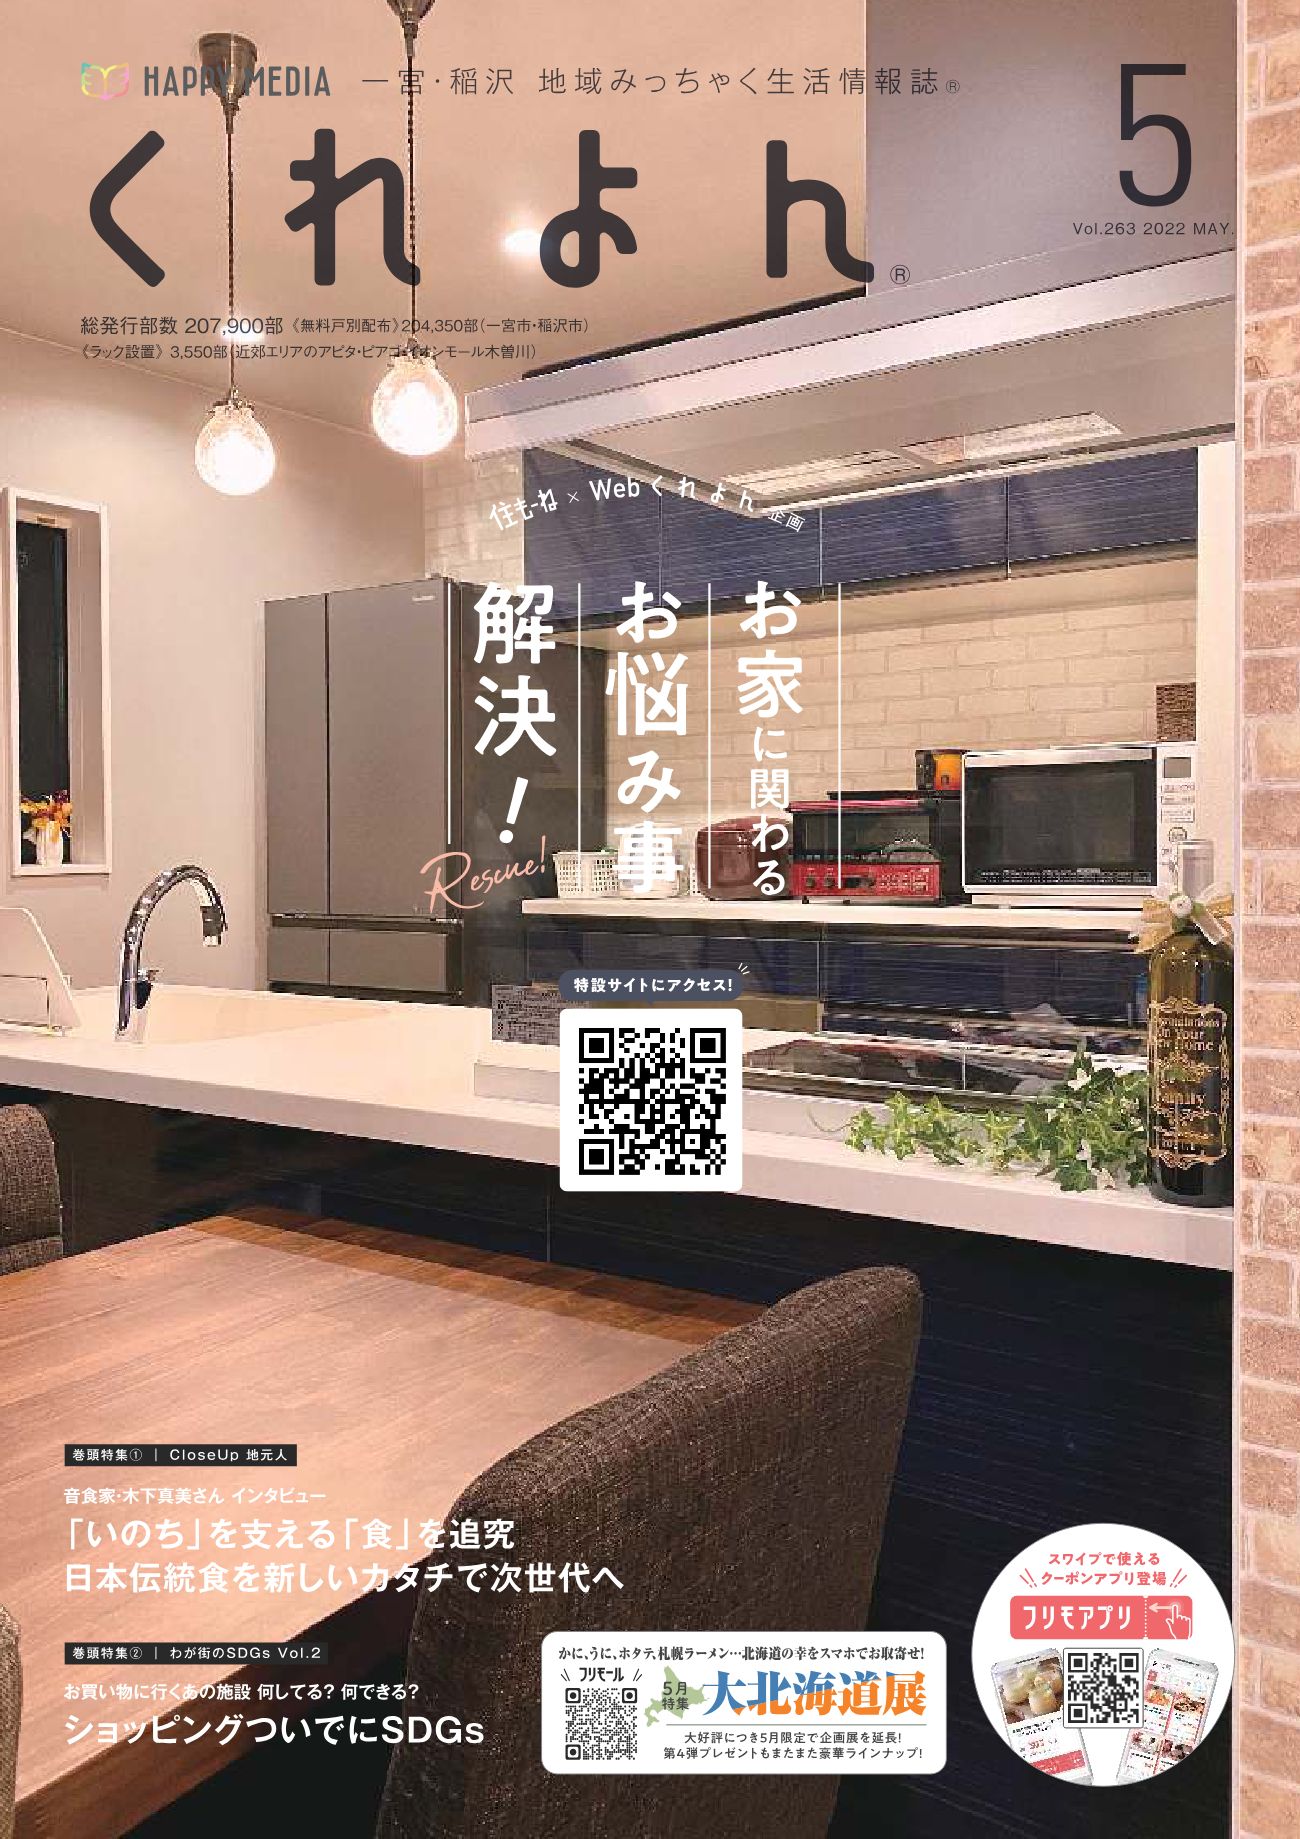 HAPPY MEDIA
一宮・稲沢 地域みっちゃく生活情報誌®
くれよん®
5
Vol.263 2022 MAY.
総発行部数 207,900部《無料戸別配布》204,350部(一宮市・稲沢市)
《ラック設置》3,550部(近郊エリアのアピタ・ピアゴ・イオンモール木曽川)
住もーね × Webくれよん 企画
お家に関わる
お悩み事
解決!
Rescue!
特設サイトにアクセス!
巻頭特集① | CloseUp 地元人
音食家・木下真美さん インタビュー
「いのち」を支える「食」を追究
日本伝統食を新しいカタチで次世代へ
巻頭特集② | わが街のSDGs Vol.2
お買い物に行くあの施設 何してる? 何できる?
ショッピングついでにSDGs
かに、うに、ホタテ、札幌ラーメン…北海道の幸をスマホでお取寄せ!
フリモール
5月
特集
大北海道展
大好評につき5月限定で企画展を延長!
第4弾プレゼントもまたまた豪華ラインナップ!
スワイプで使える
クーポンアプリ登場
フリモアプリ